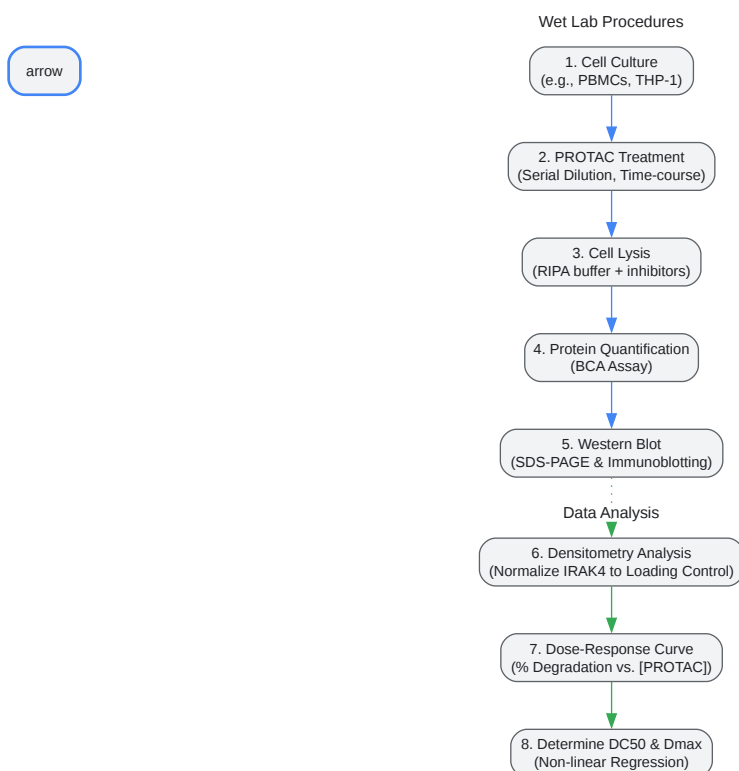 Wet Lab Procedures
arrow
1. Cell Culture
(e.g., PBMCs, THP-1)
2. PROTAC Treatment
(Serial Dilution, Time-course)
3. Cell Lysis
(RIPA buffer + inhibitors)
4. Protein Quantification
(BCA Assay)
5. Western Blot
(SDS-PAGE & Immunoblotting)
Data Analysis
6. Densitometry Analysis
(Normalize IRAK4 to Loading Control)
7. Dose-Response Curve
(% Degradation vs. [PROTAC])
8. Determine DC50 & Dmax
(Non-linear Regression)